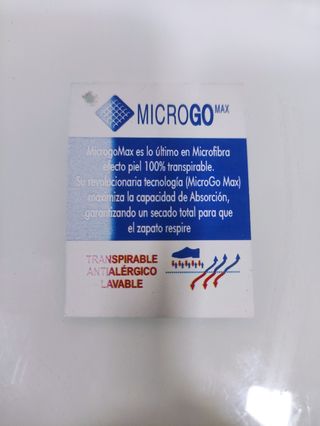 MICROGO MAX
MicrogoMax es lo último en Microfibra
efecto piel 100% transpirable.
Su revolucionaria tecnología (MicroGo Max)
maximiza la capacidad de Absorción,
garantizando un secado total para que
el zapato respire
TRANSPIRABLE
ANTIALÉRGICO
LAVABLE